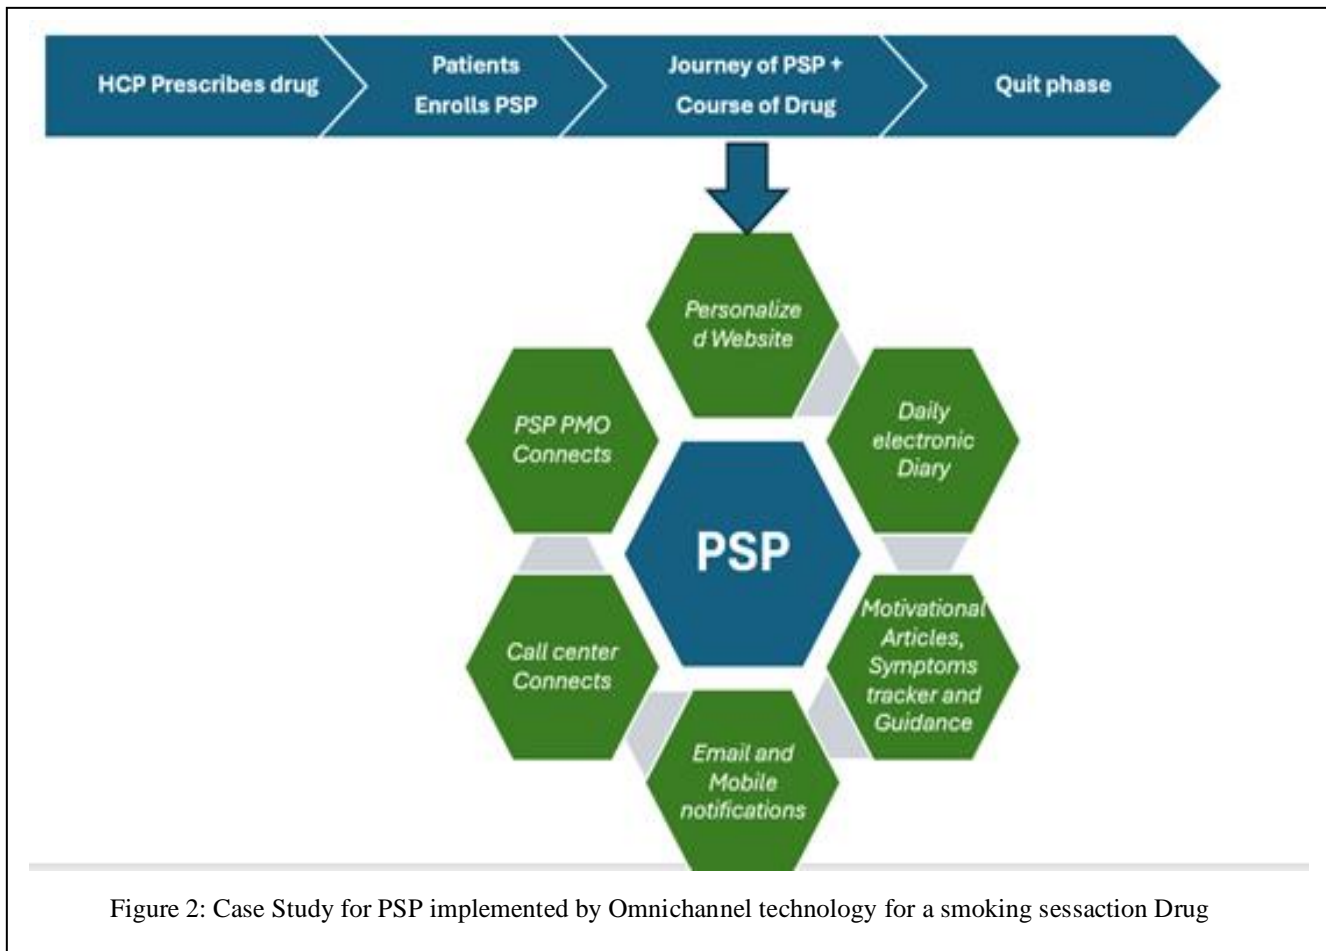 HCP Prescribes drug
Patients
Enrolls PSP
Journey of PSP +
Course of Drug
Quit phase
Personalize
d Website
Daily
electronic
Diary
Motivational
Articles,
Symptoms
tracker and
Guidance
Email and
Mobile
notifications
Call center
Connects
PSP PMO
Connects
PSP
Figure 2: Case Study for PSP implemented by Omnichannel technology for a smoking sessaction Drug